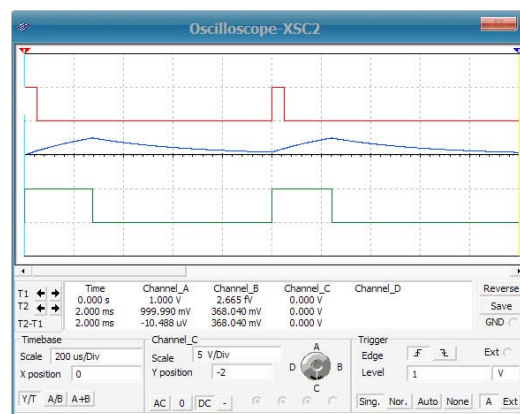 Oscilloscope-XSC2
T1
T2
T2-T1
Time Channel_A Channel_B Channel_C Channel_D
0.000 s 1.000 V 2.665 fV 0.000 V
2.000 ms 999.990 mV 368.040 mV 0.000 V
2.000 ms -10.488 uV 368.040 mV 0.000 V
Reverse
Save
GND
Timebase
Scale 200 us/Div
X position 0
Y/T A/B A+B
Channel_C
Scale 5 V/Div
Y position -2
AC 0 DC -
A
D B
C
Trigger
Edge Ext
Level 1 V
Sing. Nor. Auto None A Ext